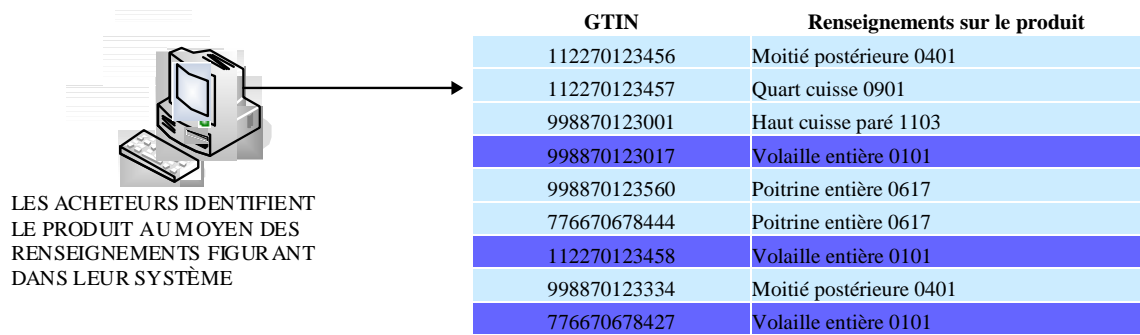 GTIN Renseignements sur le produit
112270123456 Moitié postérieure 0401
112270123457 Quart cuisse 0901
998870123001 Haut cuisse paré 1103
998870123017 Volaille entière 0101
998870123560 Poitrine entière 0617
776670678444 Poitrine entière 0617
112270123458 Volaille entière 0101
998870123334 Moitié postérieure 0401
776670678427 Volaille entière 0101
LES ACHETEURS IDENTIFIENT
LE PRODUIT AU MOYEN DES
RENSEIGNEMENTS FIGURANT
DANS LEUR SYSTÈME